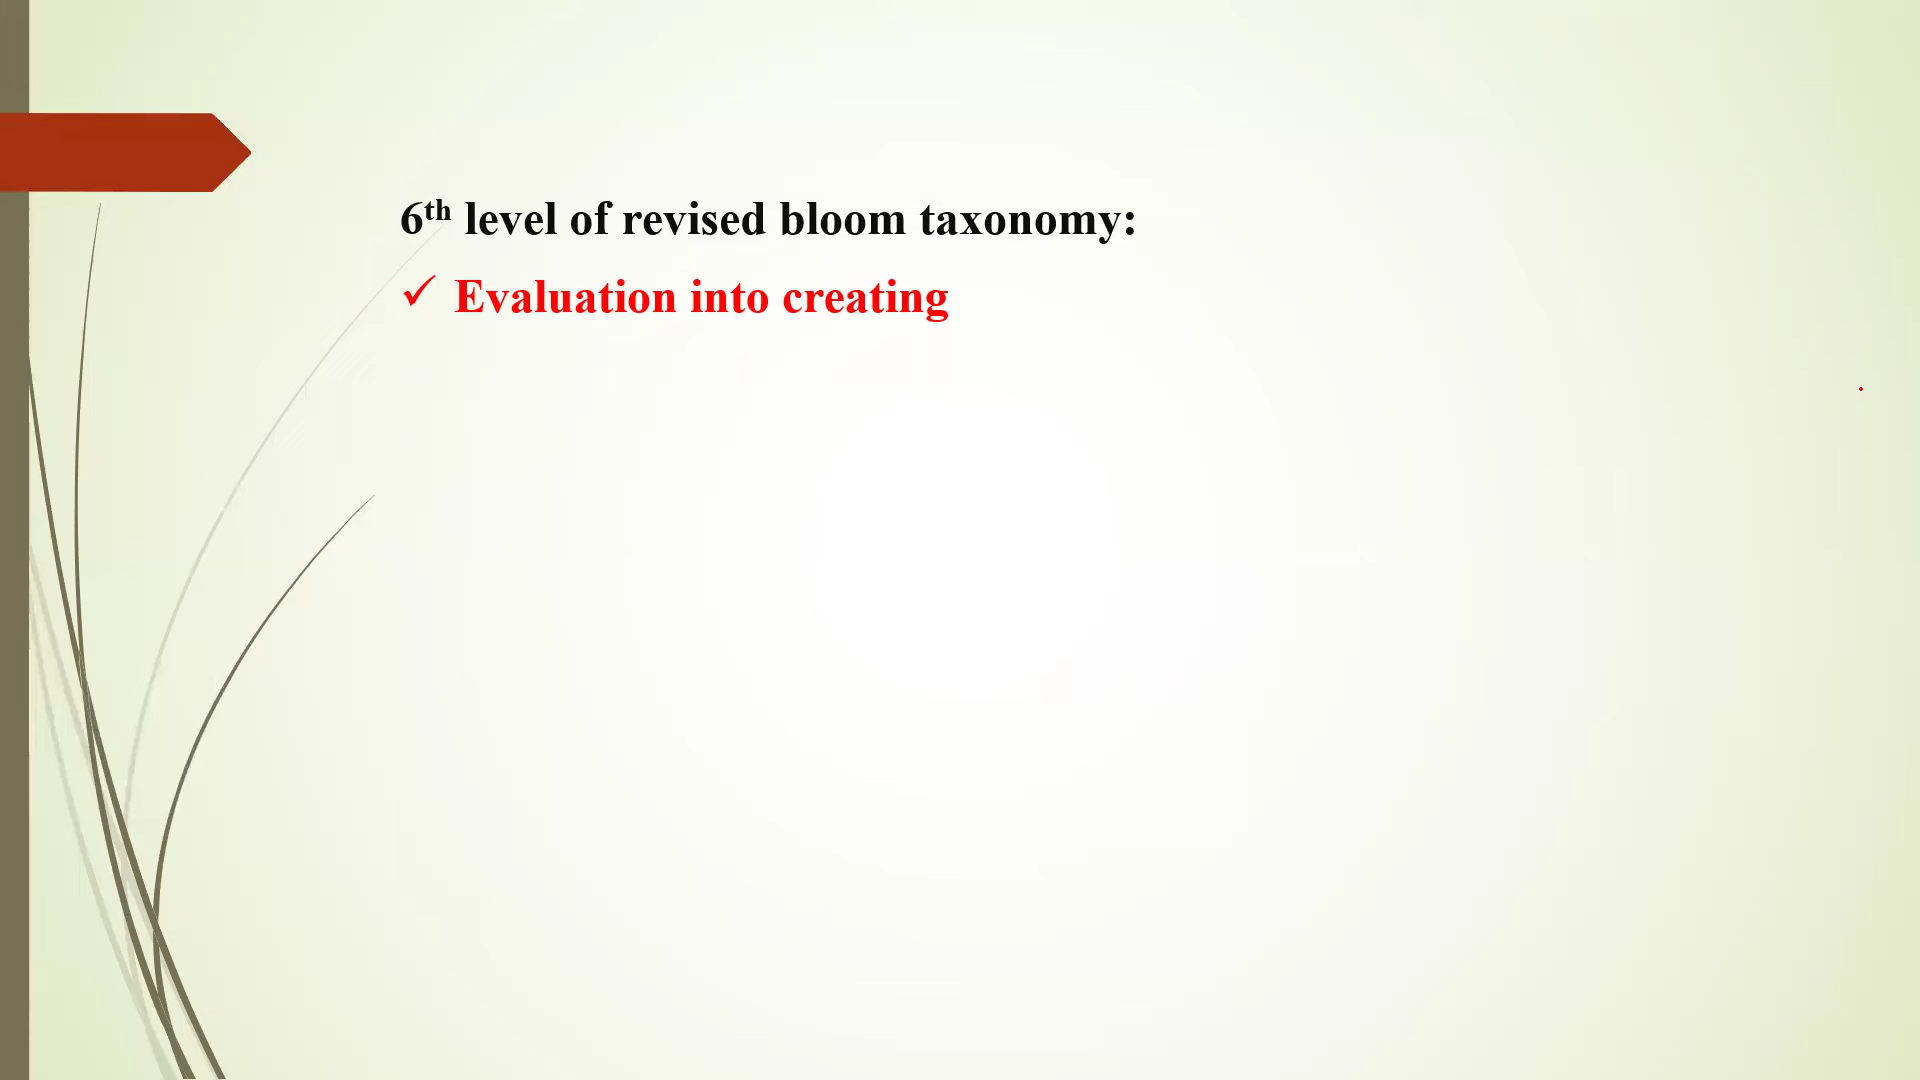 6th level of revised bloom taxonomy:
✓ Evaluation into creating